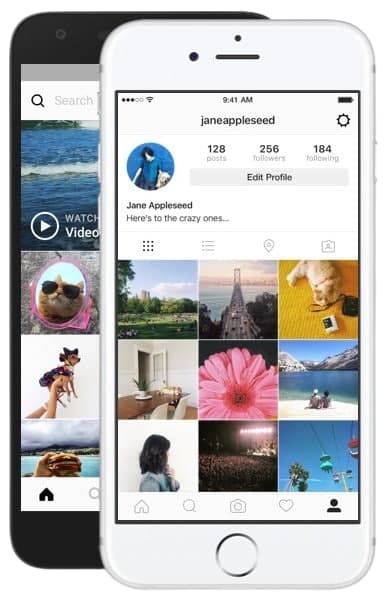 Search
WATCH
Video
9:41 AM
janeappleseed
128
posts
256
followers
184
following
Edit Profile
Jane Appleseed
Here's to the crazy ones...